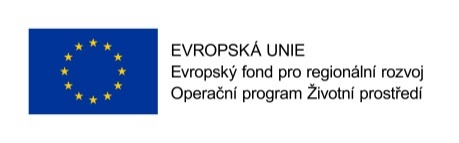 EVROPSKÁ UNIE
Evropský fond pro regionální rozvoj
Operační program Životní prostředí